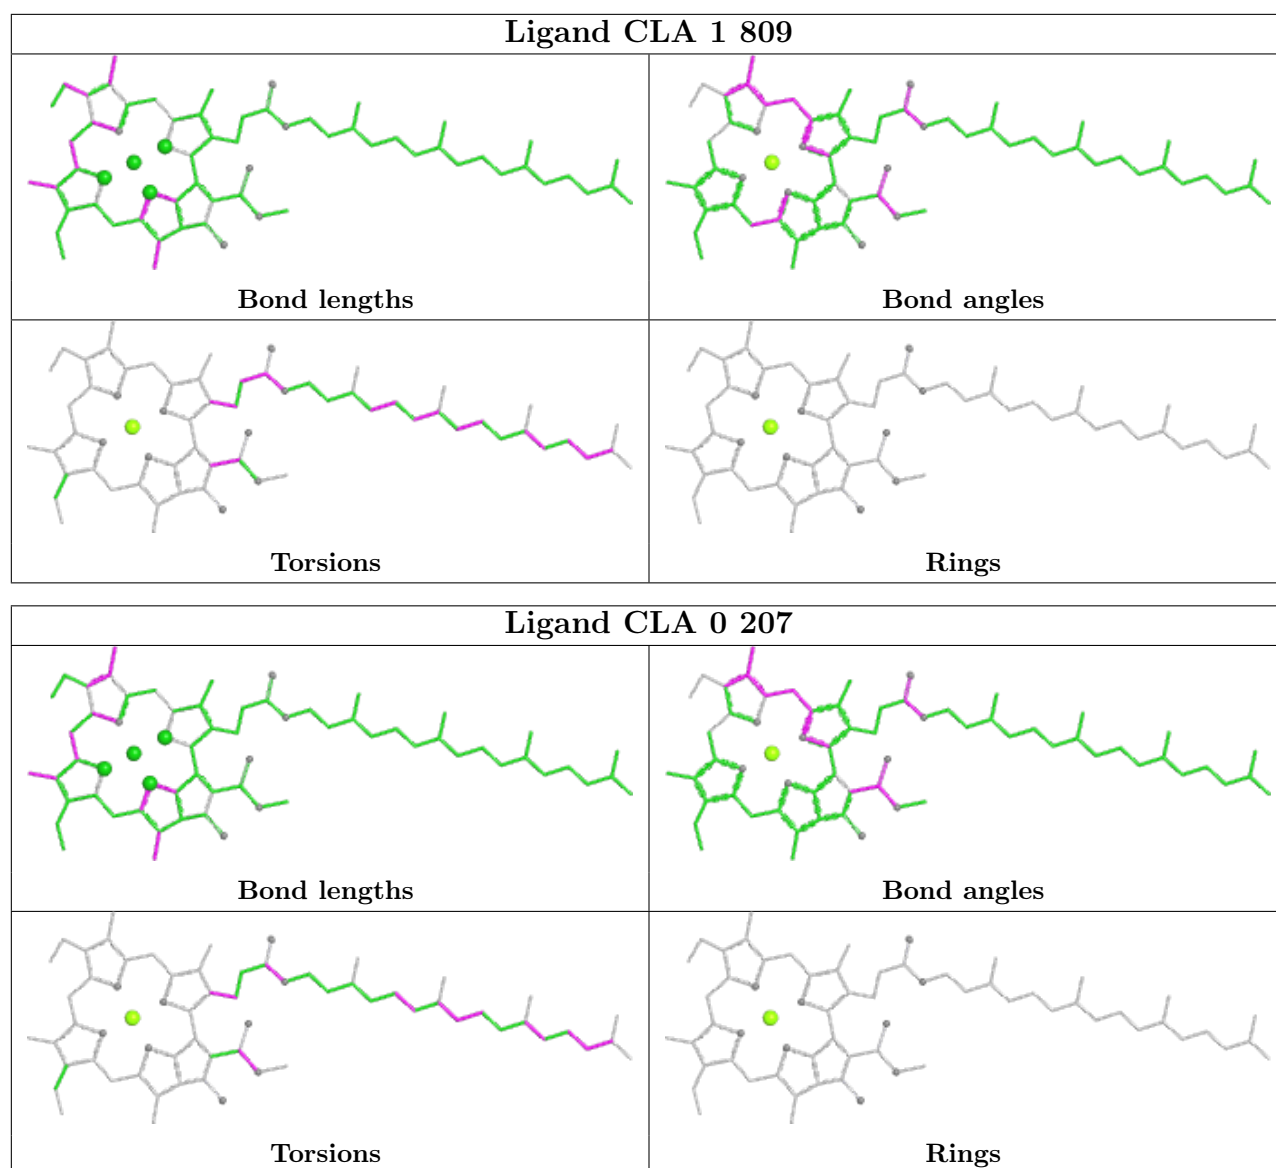 Ligand CLA 1 809
Bond lengths
Bond angles
Torsions
Rings
Ligand CLA 0 207
Bond lengths
Bond angles
Torsions
Rings